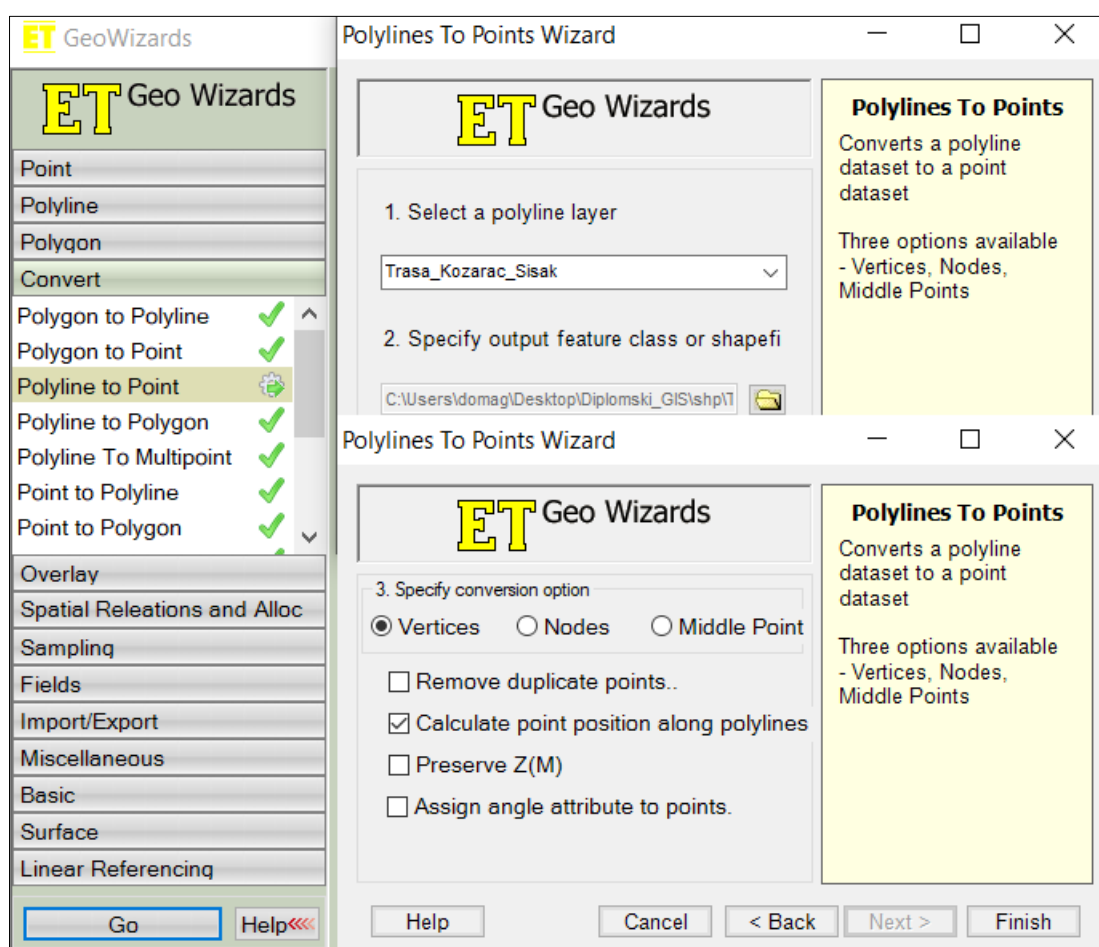 ET GeoWizards
ET Geo Wizards
Point
Polyline
Polygon
Convert
Polygon to Polyline
Polygon to Point
Polyline to Point
Polyline to Polygon
Polyline To Multipoint
Point to Polyline
Point to Polygon
Overlay
Spatial Releations and Alloc
Sampling
Fields
Import/Export
Miscellaneous
Basic
Surface
Linear Referencing
Go
Help
Polylines To Points Wizard
ET Geo Wizards
1. Select a polyline layer
Trasa_Kozarac_Sisak
2. Specify output feature class or shapefi
C:\Users\domag\Desktop\Diplomski_GIS\shp\T
Polylines To Points
Converts a polyline
dataset to a point
dataset
Three options available
- Vertices, Nodes,
Middle Points
Polylines To Points Wizard
ET Geo Wizards
3. Specify conversion option
Vertices Nodes Middle Point
Remove duplicate points..
Calculate point position along polylines
Preserve Z(M)
Assign angle attribute to points.
Polylines To Points
Converts a polyline
dataset to a point
dataset
Three options available
- Vertices, Nodes,
Middle Points
Help Cancel < Back Next > Finish